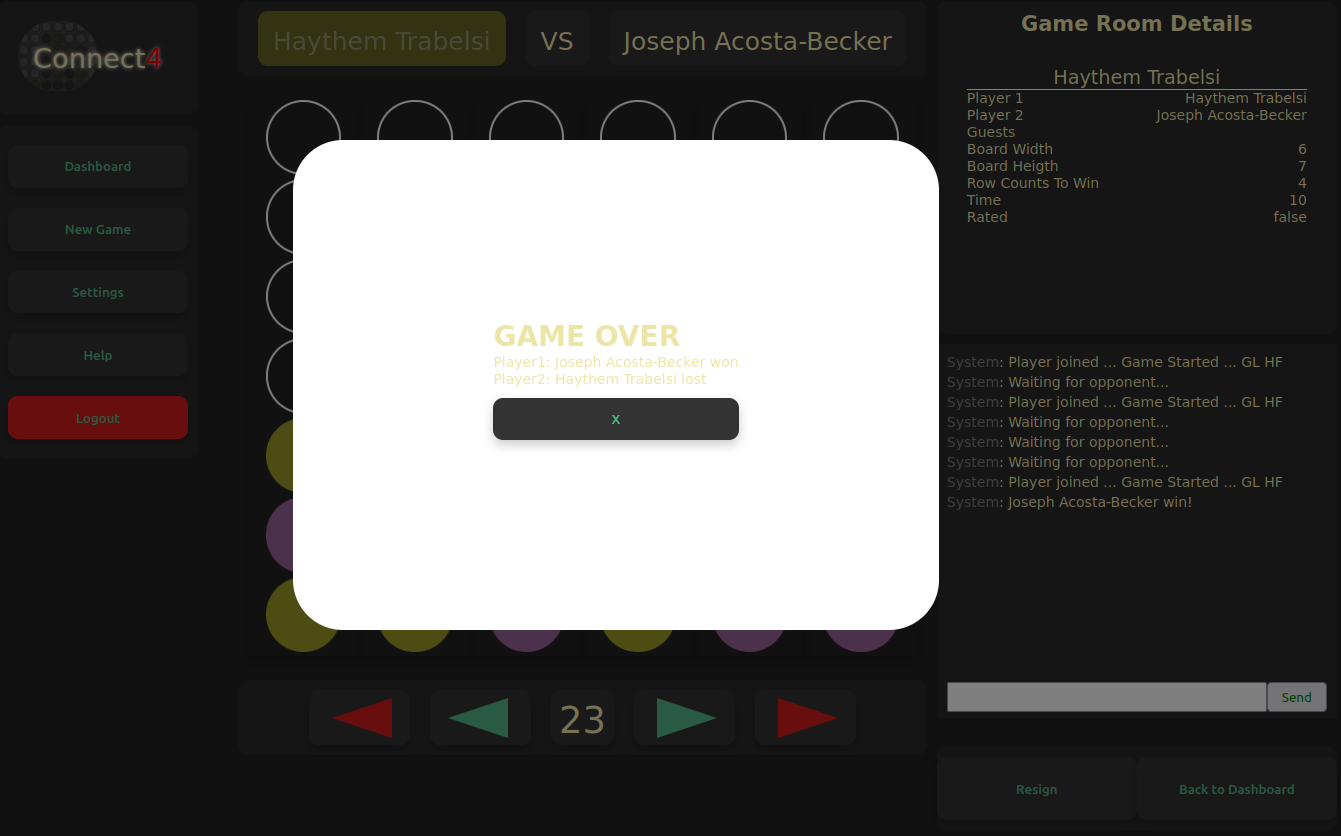 Connect4
Dashboard
New Game
Settings
Help
Logout
Haythem Trabelsi VS Joseph Acosta-Becker
GAME OVER
Player1: Joseph Acosta-Becker won
Player2: Haythem Trabelsi lost
X
23
Game Room Details
Haythem Trabelsi
Player 1 Haythem Trabelsi
Player 2 Joseph Acosta-Becker
Guests
Board Width 6
Board Heigth 7
Row Counts To Win 4
Time 10
Rated false
System: Player joined ... Game Started ... GL HF
System: Waiting for opponent...
System: Player joined ... Game Started ... GL HF
System: Waiting for opponent...
System: Waiting for opponent...
System: Waiting for opponent...
System: Player joined ... Game Started ... GL HF
System: Joseph Acosta-Becker win!
Send
Resign Back to Dashboard